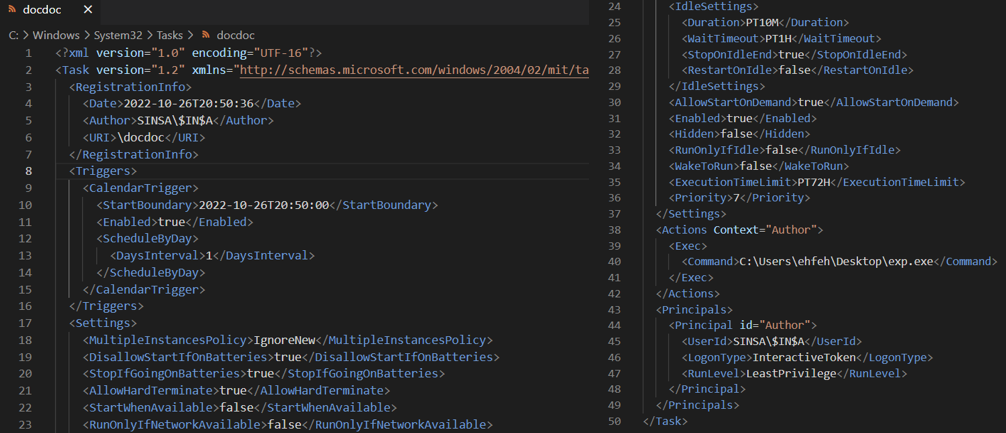 docdoc
C: > Windows > System32 > Tasks > docdoc
1 <?xml version="1.0" encoding="UTF-16"?>
2 <Task version="1.2" xmlns="http://schemas.microsoft.com/windows/2004/02/mit/ta
3 <RegistrationInfo>
4 <Date>2022-10-26T20:50:36</Date>
5 <Author>SINSA\$IN$A</Author>
6 <URI>\docdoc</URI>
7 </RegistrationInfo>
8 <Triggers>
9 <CalendarTrigger>
10 <StartBoundary>2022-10-26T20:50:00</StartBoundary>
11 <Enabled>true</Enabled>
12 <ScheduleByDay>
13 <DaysInterval>1</DaysInterval>
14 </ScheduleByDay>
15 </CalendarTrigger>
16 </Triggers>
17 <Settings>
18 <MultipleInstancesPolicy>IgnoreNew</MultipleInstancesPolicy>
19 <DisallowStartIfOnBatteries>true</DisallowStartIfOnBatteries>
20 <StopIfGoingOnBatteries>true</StopIfGoingOnBatteries>
21 <AllowHardTerminate>true</AllowHardTerminate>
22 <StartWhenAvailable>false</StartWhenAvailable>
23 <RunOnlyIfNetworkAvailable>false</RunOnlyIfNetworkAvailable>
24 <IdleSettings>
25 <Duration>PT10M</Duration>
26 <WaitTimeout>PT1H</WaitTimeout>
27 <StopOnIdleEnd>true</StopOnIdleEnd>
28 <RestartOnIdle>false</RestartOnIdle>
29 </IdleSettings>
30 <AllowStartOnDemand>true</AllowStartOnDemand>
31 <Enabled>true</Enabled>
32 <Hidden>false</Hidden>
33 <RunOnlyIfIdle>false</RunOnlyIfIdle>
34 <WakeToRun>false</WakeToRun>
35 <ExecutionTimeLimit>PT72H</ExecutionTimeLimit>
36 <Priority>7</Priority>
37 </Settings>
38 <Actions Context="Author">
39 <Exec>
40 <Command>C:\Users\ehfeh\Desktop\exp.exe</Command>
41 </Exec>
42 </Actions>
43 <Principals>
44 <Principal id="Author">
45 <UserId>SINSA\$IN$A</UserId>
46 <LogonType>InteractiveToken</LogonType>
47 <RunLevel>LeastPrivilege</RunLevel>
48 </Principal>
49 </Principals>
50 </Task>